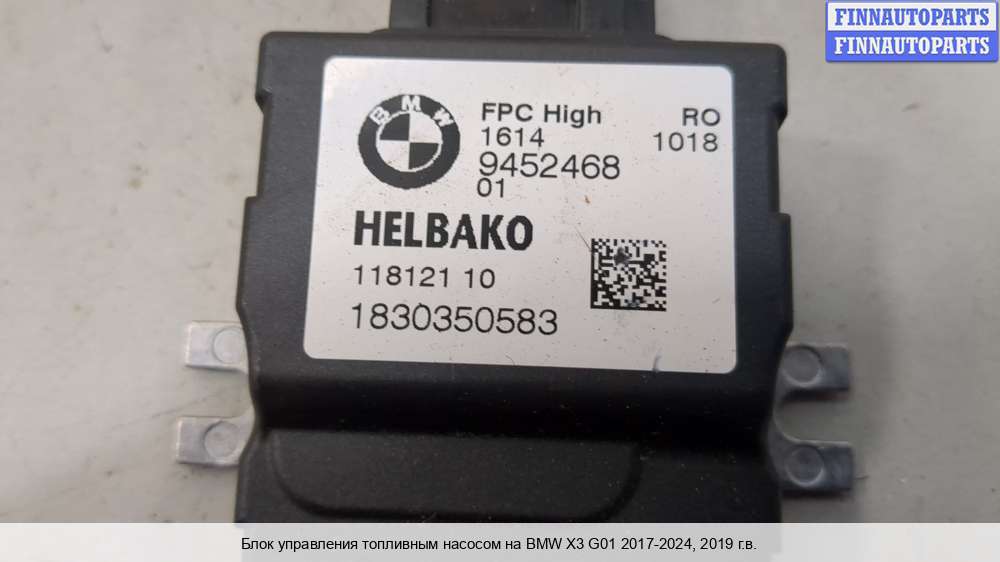 FINNAUTOPARTS
FINNAUTOPARTS
BMW
FPC High RO
1614 1018
9452468
01
HELBAKO
118121 10
1830350583
Блок управления топливным насосом на BMW X3 G01 2017-2024, 2019 г.в.